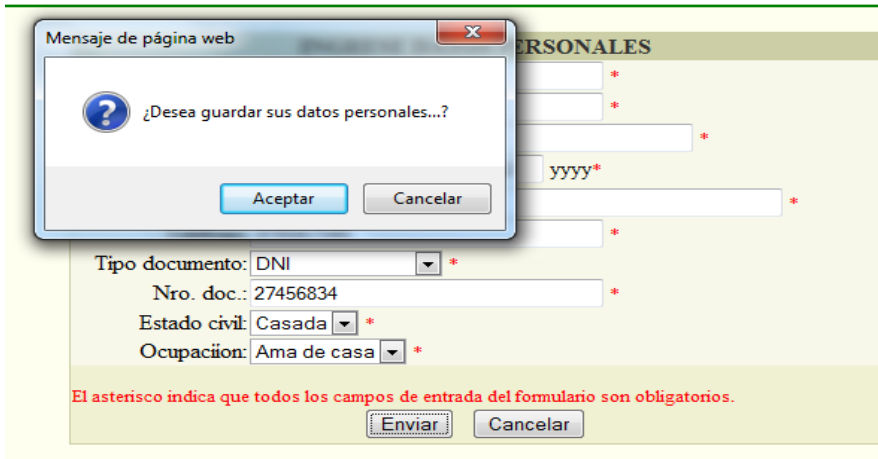 Mensaje de página web
ERSONALES
*
*
¿Desea guardar sus datos personales...?
*
yyyy*
Aceptar Cancelar
*
*
Tipo documento: DNI *
Nro. doc.: 27456834 *
Estado civil: Casada *
Ocupaciion: Ama de casa *
El asterisco indica que todos los campos de entrada del formulario son obligatorios.
Enviar Cancelar